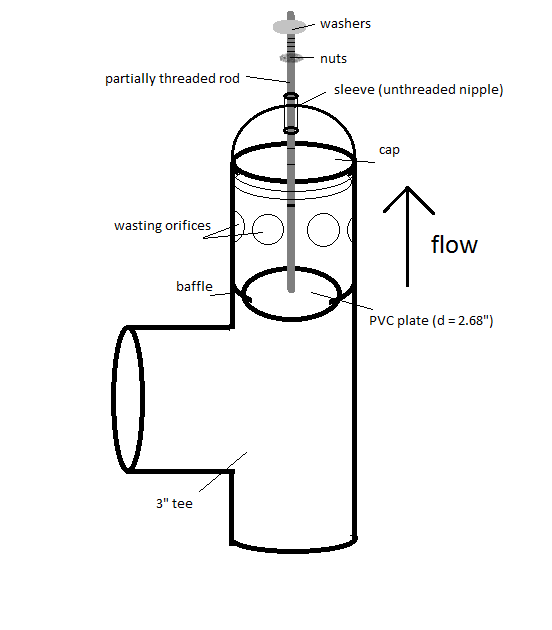 washers
nuts
partially threaded rod
sleeve (unthreaded nipple)
cap
wasting orifices
flow
baffle
PVC plate (d = 2.68")
3" tee